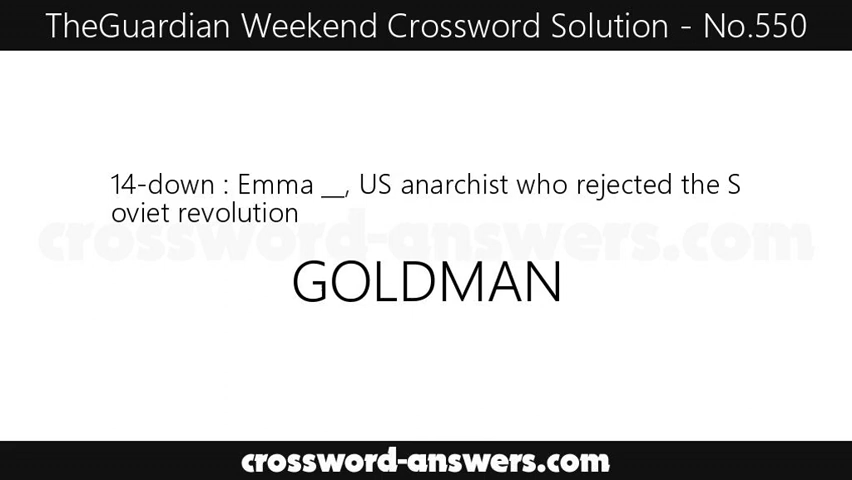 TheGuardian Weekend Crossword Solution - No.550
14-down : Emma __, US anarchist who rejected the S
oviet revolution
crossword-answers.com
GOLDMAN
crossword-answers.com